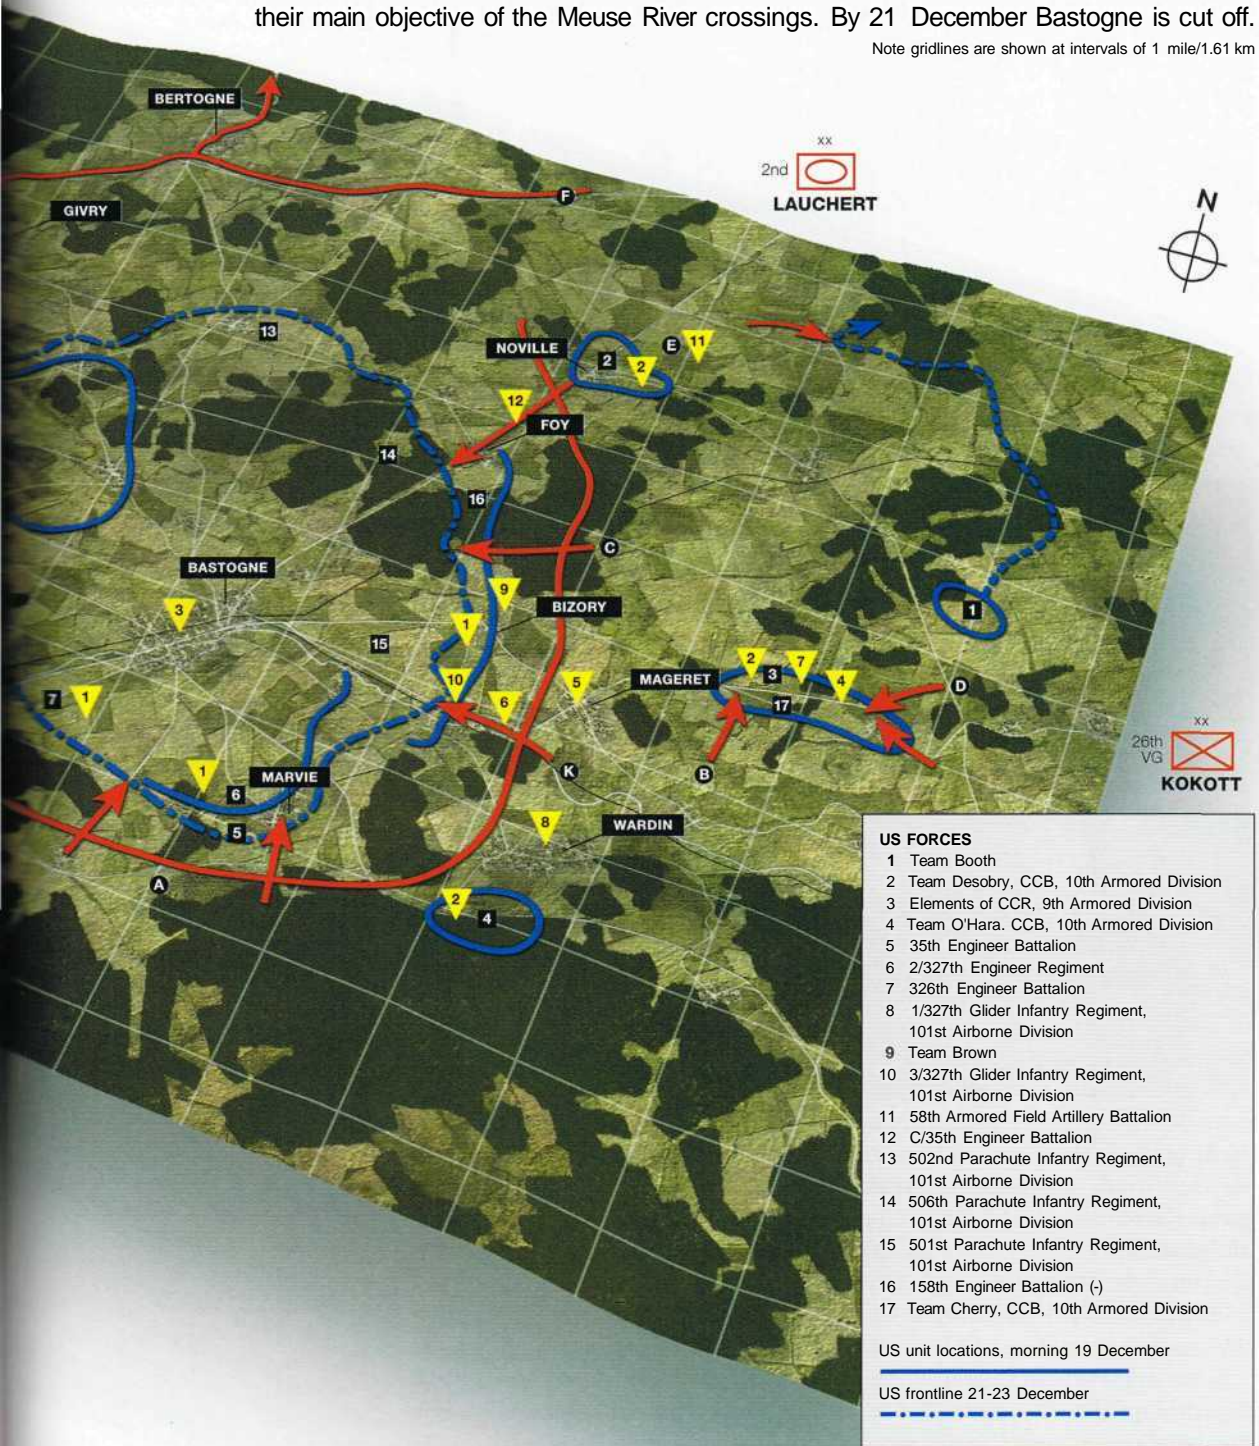 their main objective of the Meuse River crossings. By 21 December Bastogne is cut off.
Note gridlines are shown at intervals of 1 mile/1.61 km
BERTOGNE
xx
2nd
LAUCHERT
N
F
GIVRY
13
NOVILLE
2
2
E
11
12
FOY
14
16
C
BASTOGNE
9
BIZORY
3
1
1
15
MAGERET
2
3
7
4
10
5
D
17
7
1
6
xx
26th
VG
KOKOTT
K
B
1
MARVIE
6
5
8
WARDIN
A
2
4
US FORCES
1 Team Booth
2 Team Desobry, CCB, 10th Armored Division
3 Elements of CCR, 9th Armored Division
4 Team O'Hara. CCB, 10th Armored Division
5 35th Engineer Battalion
6 2/327th Engineer Regiment
7 326th Engineer Battalion
8 1/327th Glider Infantry Regiment,
101st Airborne Division
9 Team Brown
10 3/327th Glider Infantry Regiment,
101st Airborne Division
11 58th Armored Field Artillery Battalion
12 C/35th Engineer Battalion
13 502nd Parachute Infantry Regiment,
101st Airborne Division
14 506th Parachute Infantry Regiment,
101st Airborne Division
15 501st Parachute Infantry Regiment,
101st Airborne Division
16 158th Engineer Battalion (-)
17 Team Cherry, CCB, 10th Armored Division
US unit locations, morning 19 December
US frontline 21-23 December